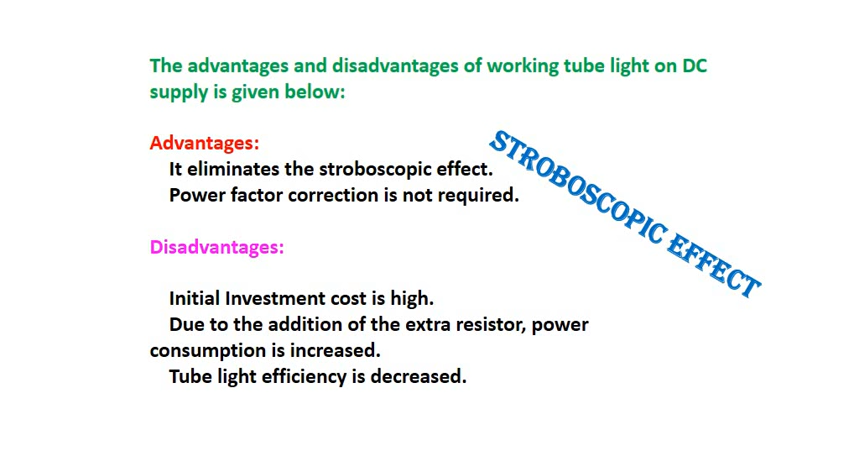 The advantages and disadvantages of working tube light on DC
supply is given below:
Advantages:
It eliminates the stroboscopic effect.
Power factor correction is not required.
STROBOSCOPIC EFFECT
Disadvantages:
Initial Investment cost is high.
Due to the addition of the extra resistor, power
consumption is increased.
Tube light efficiency is decreased.